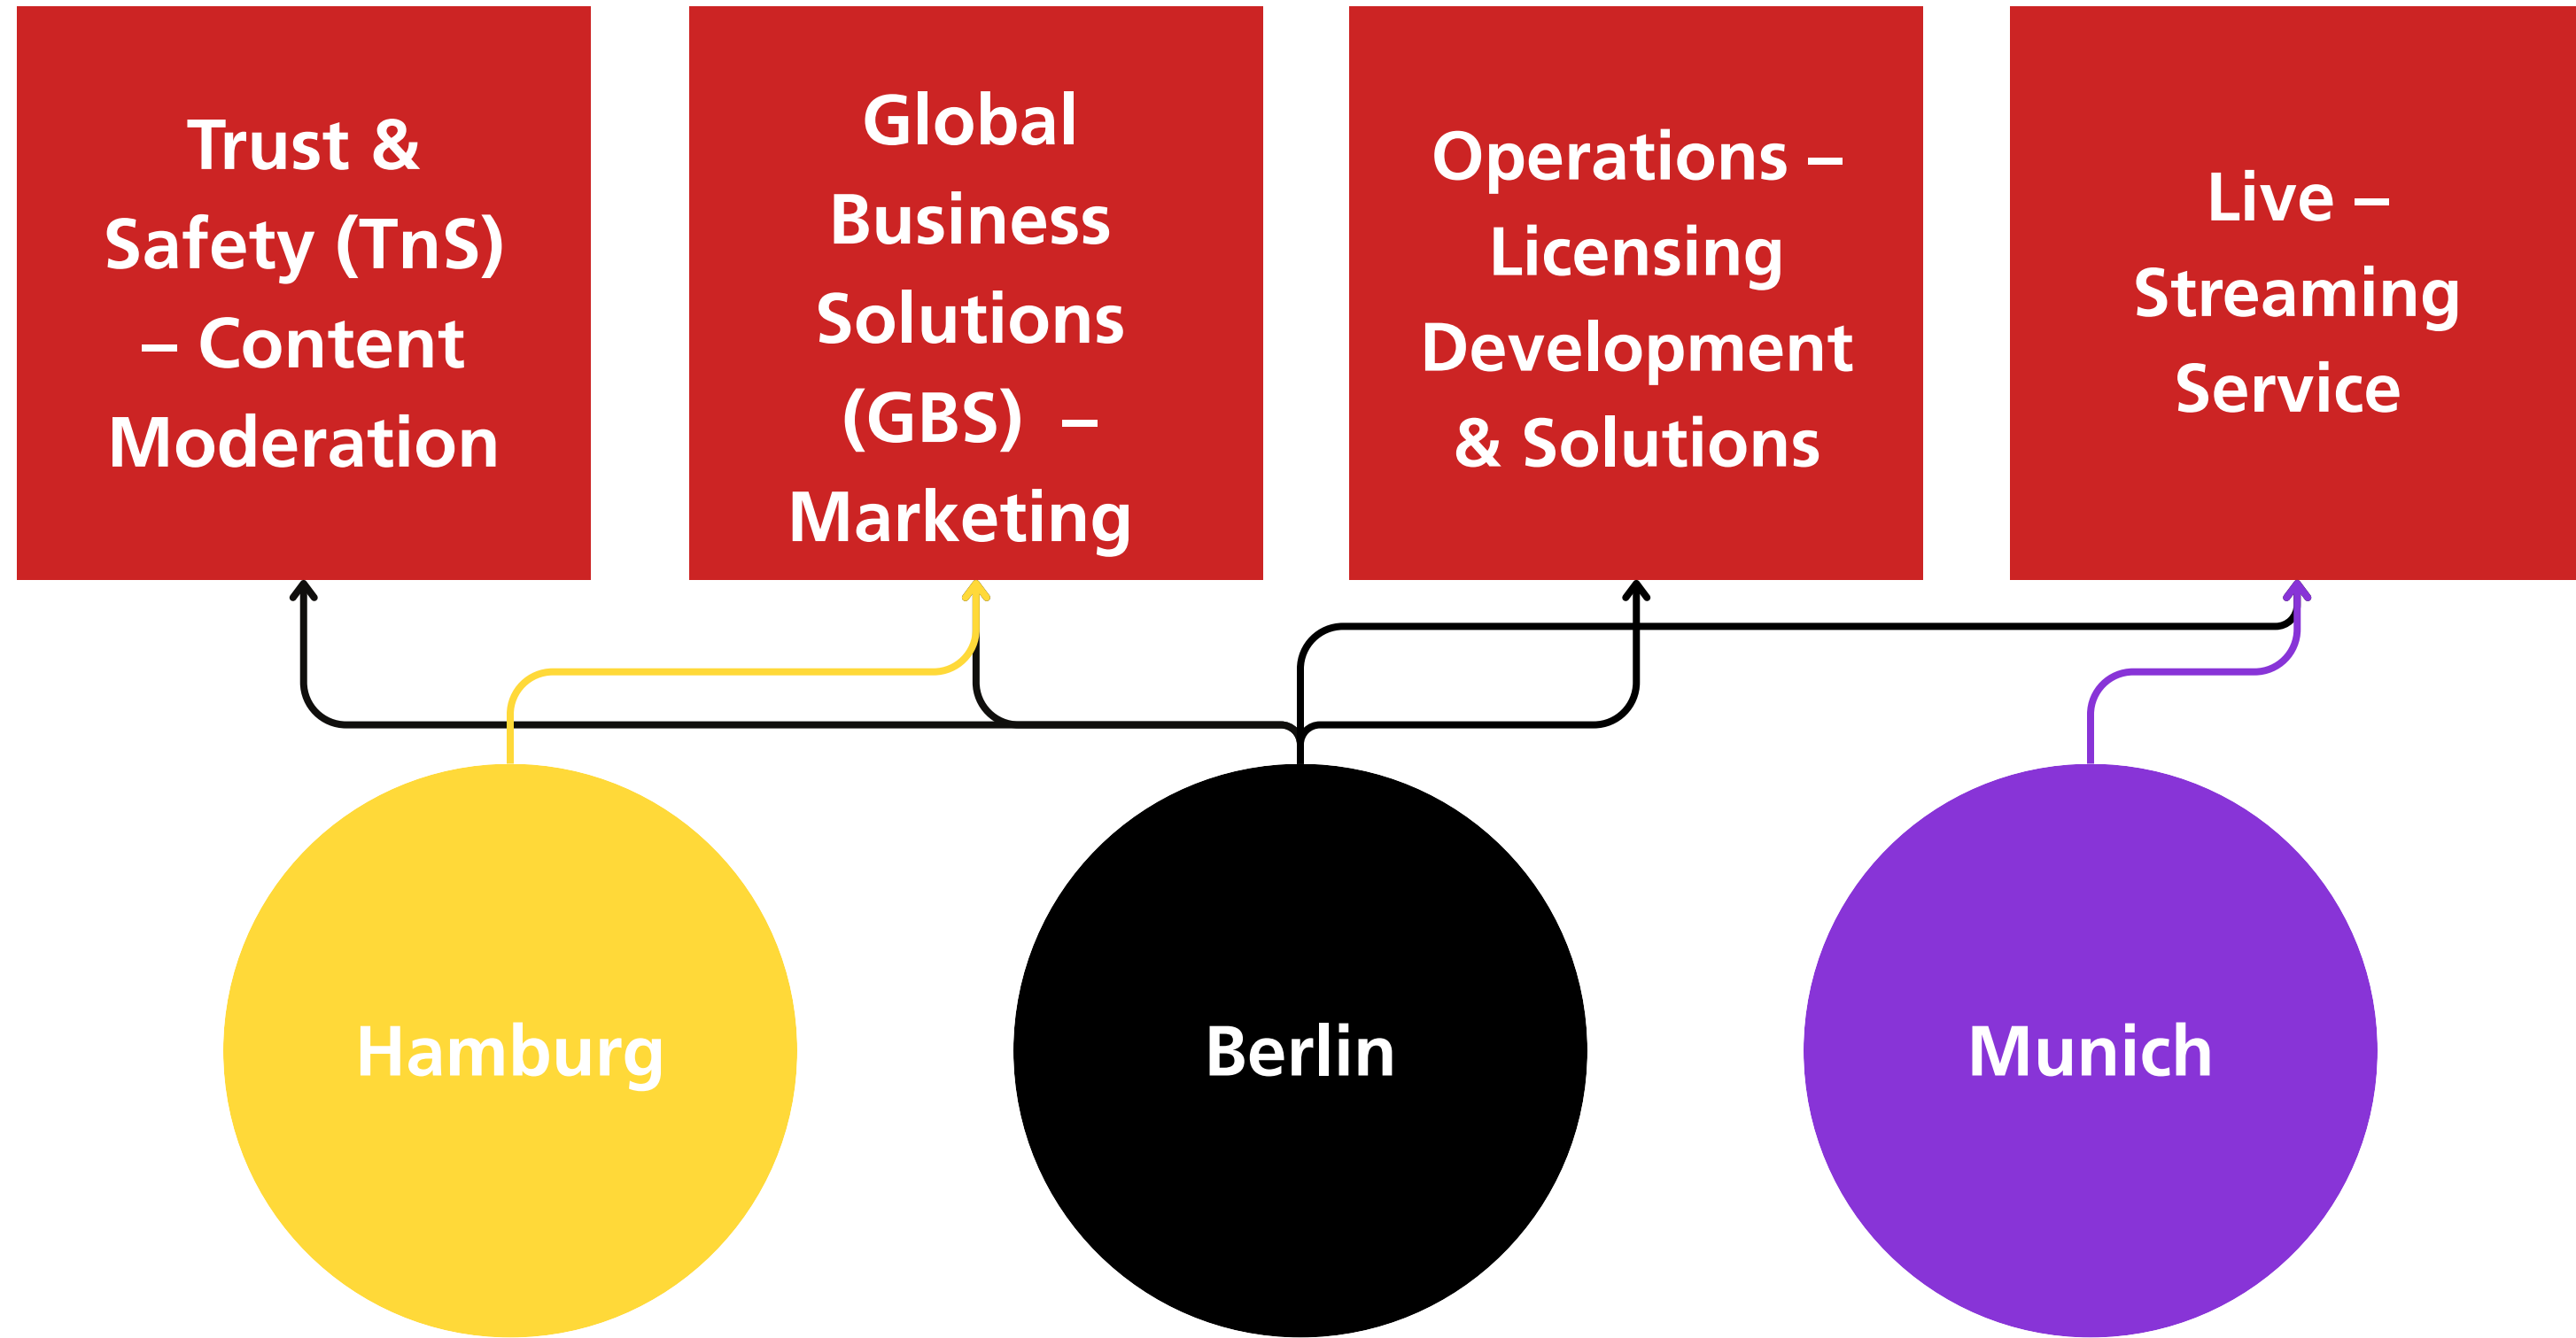 Trust &
Safety (TnS)
– Content
Moderation
Global
Business
Solutions
(GBS) –
Marketing
Operations –
Licensing
Development
& Solutions
Live –
Streaming
Service
Hamburg
Berlin
Munich